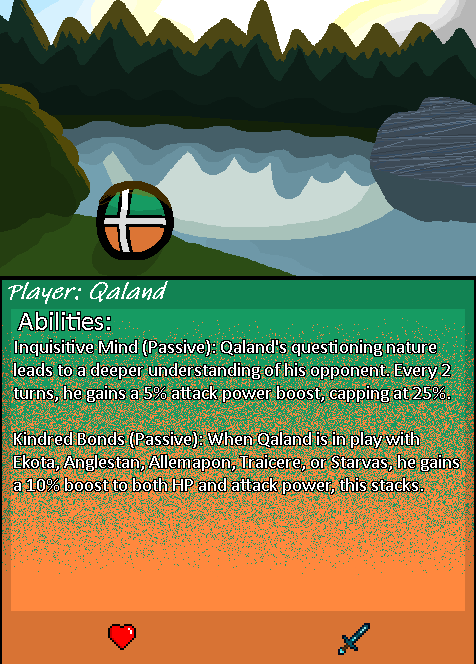 Player: Qaland
Abilities:
Inquisitive Mind (Passive): Qaland's questioning nature
leads to a deeper understanding of his opponent. Every 2
turns, he gains a 5% attack power boost, capping at 25%.
Kindred Bonds (Passive): When Qaland is in play with
Ekota, Anglestan, Allemapon, Traicere, or Starvas, he gains
a 10% boost to both HP and attack power, this stacks.